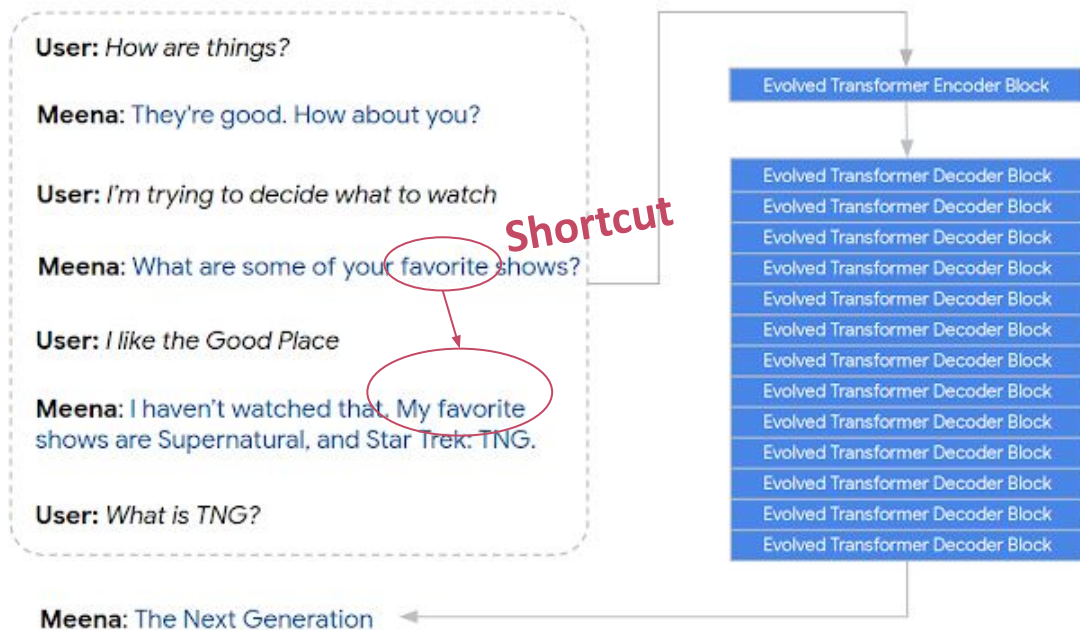 User: How are things?
Meena: They're good. How about you?
User: I'm trying to decide what to watch
Shortcut
Meena: What are some of your favorite shows?
User: I like the Good Place
Meena: I haven't watched that. My favorite
shows are Supernatural, and Star Trek: TNG.
User: What is TNG?
Meena: The Next Generation
Evolved Transformer Encoder Block
Evolved Transformer Decoder Block
Evolved Transformer Decoder Block
Evolved Transformer Decoder Block
Evolved Transformer Decoder Block
Evolved Transformer Decoder Block
Evolved Transformer Decoder Block
Evolved Transformer Decoder Block
Evolved Transformer Decoder Block
Evolved Transformer Decoder Block
Evolved Transformer Decoder Block
Evolved Transformer Decoder Block
Evolved Transformer Decoder Block
Evolved Transformer Decoder Block